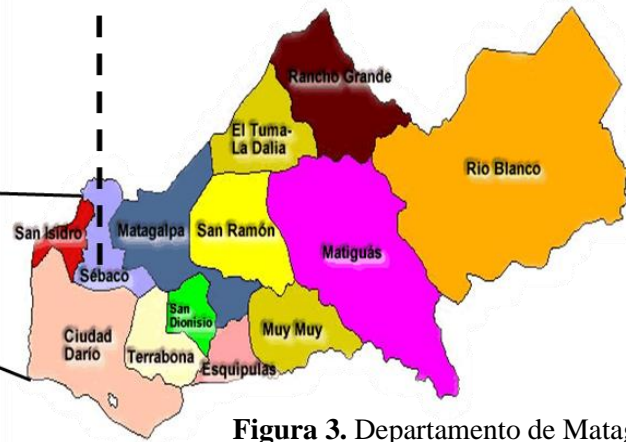 Rancho Grande
El Tuma-
La Dalia
Rio Blanco
San Isidro
Matagalpa
San Ramón
Matiguás
Sébaco
San
Dionisio
Ciudad
Darío
Terrabona
Esquipulas
Muy Muy
Figura 3. Departamento de Matag